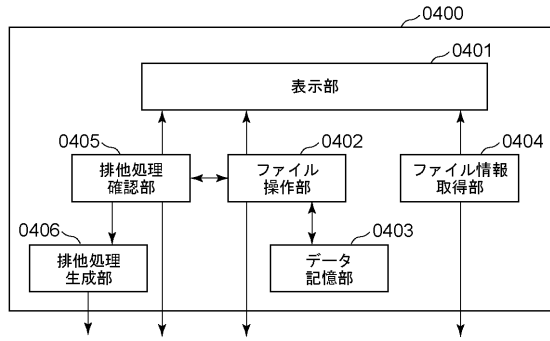 0400
0401
表示部
0405
0402
0404
排他処理
確認部
ファイル
操作部
ファイル情報
取得部
0406
0403
排他処理
生成部
データ
記憶部